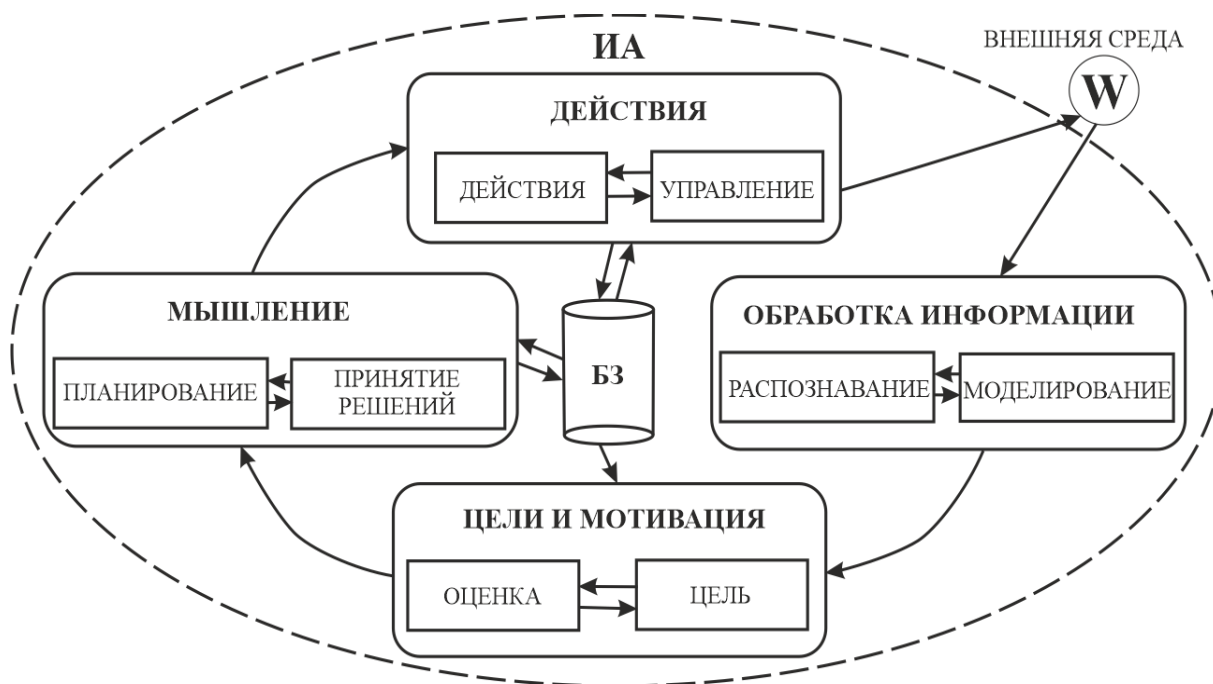 ИА
ВНЕШНЯЯ СРЕДА
W
ДЕЙСТВИЯ
ДЕЙСТВИЯ
УПРАВЛЕНИЕ
МЫШЛЕНИЕ
ПЛАНИРОВАНИЕ
ПРИНЯТИЕ
РЕШЕНИЙ
БЗ
ОБРАБОТКА ИНФОРМАЦИИ
РАСПОЗНАВАНИЕ
МОДЕЛИРОВАНИЕ
ЦЕЛИ И МОТИВАЦИЯ
ОЦЕНКА
ЦЕЛЬ